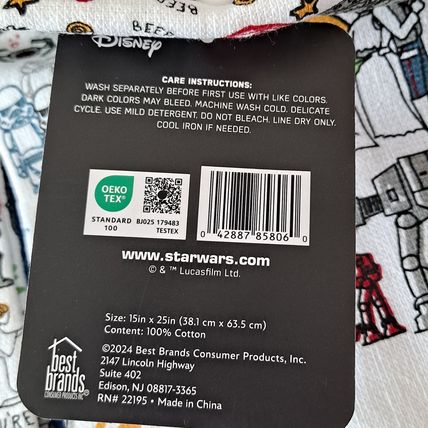 BEE
Disney
CARE INSTRUCTIONS:
WASH SEPARATELY BEFORE FIRST USE WITH LIKE COLORS.
DARK COLORS MAY BLEED. MACHINE WASH COLD. DELICATE
CYCLE. USE MILD DETERGENT. DO NOT BLEACH. LINE DRY ONLY.
COOL IRON IF NEEDED.
OEKO
TEX®
STANDARD
100
BJ025 179483
TESTEX
0 42887 85806 0
www.starwars.com
© & ™ Lucasfilm Ltd.
Size: 15in x 25in (38.1 cm x 63.5 cm)
Content: 100% Cotton
©2024 Best Brands Consumer Products, Inc.
2147 Lincoln Highway
Suite 402
Edison, NJ 08817-3365
RN# 22195 • Made in China
best
brands
CONSUMER PRODUCTS INC